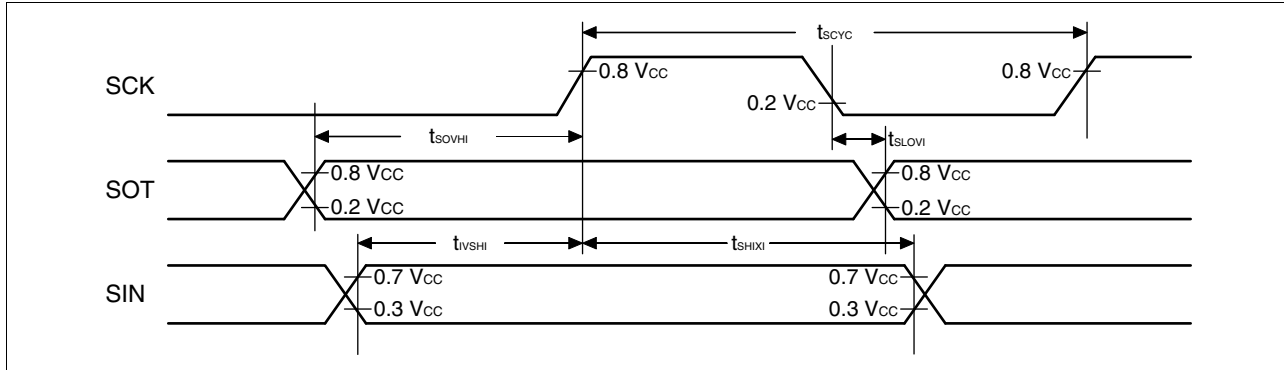 tSCYC
SCK
0.8 VCC
0.8 VCC
0.2 VCC
tSOVHI
tSLOVI
SOT
0.8 VCC
0.8 VCC
0.2 VCC
0.2 VCC
tIVSHI
tSHIXI
SIN
0.7 VCC
0.7 VCC
0.3 VCC
0.3 VCC